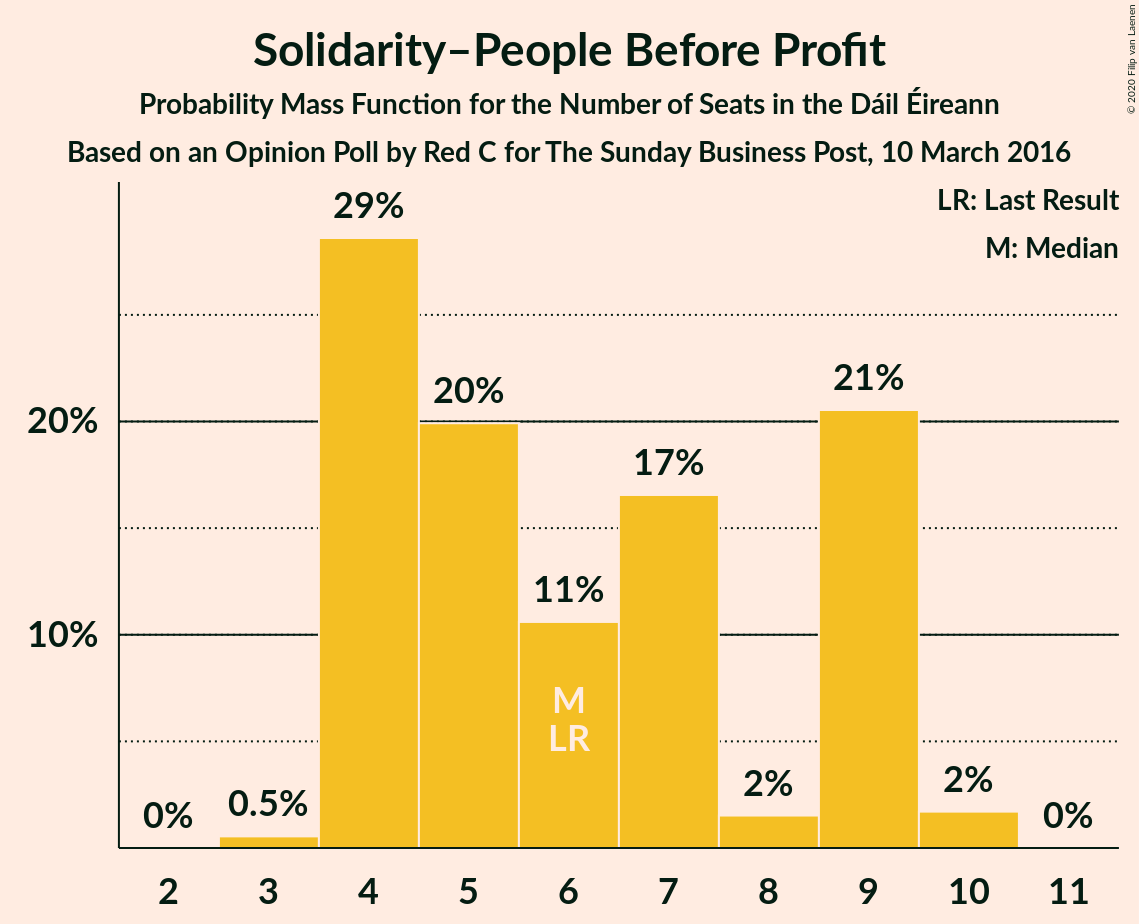 Solidarity–People Before Profit
Probability Mass Function for the Number of Seats in the Dáil Éireann
Based on an Opinion Poll by Red C for The Sunday Business Post, 10 March 2016
© 2020 Filip van Laenen
LR: Last Result
M: Median
20%
10%
0%
0.5%
29%
20%
11%
17%
2%
21%
2%
0%
M
LR
2 3 4 5 6 7 8 9 10 11